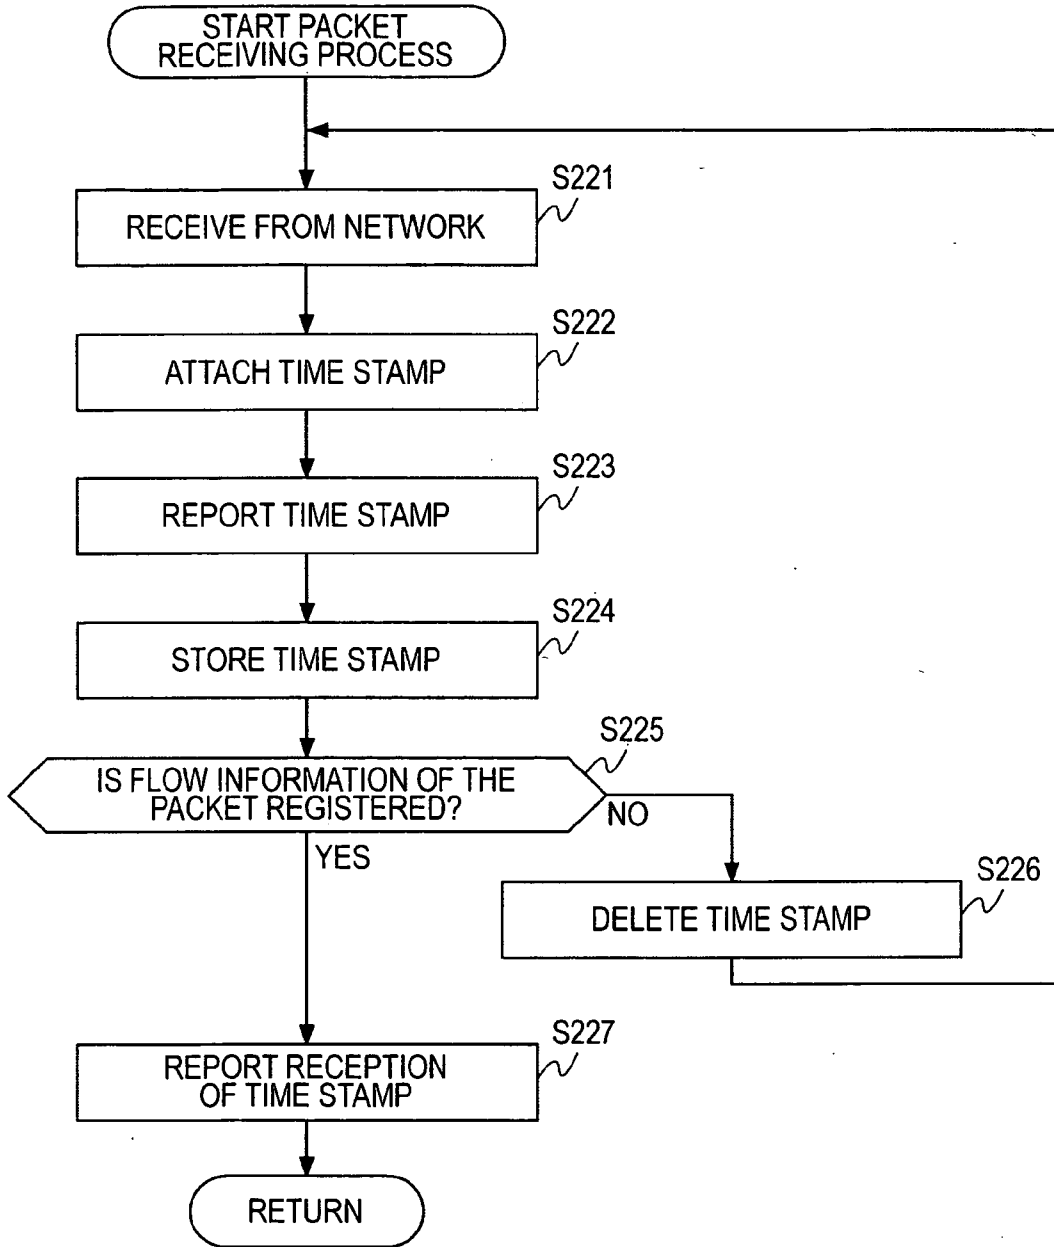 START PACKET
RECEIVING PROCESS
S221
RECEIVE FROM NETWORK
S222
ATTACH TIME STAMP
S223
REPORT TIME STAMP
S224
STORE TIME STAMP
S225
IS FLOW INFORMATION OF THE
PACKET REGISTERED?
NO
YES
S226
DELETE TIME STAMP
S227
REPORT RECEPTION
OF TIME STAMP
RETURN